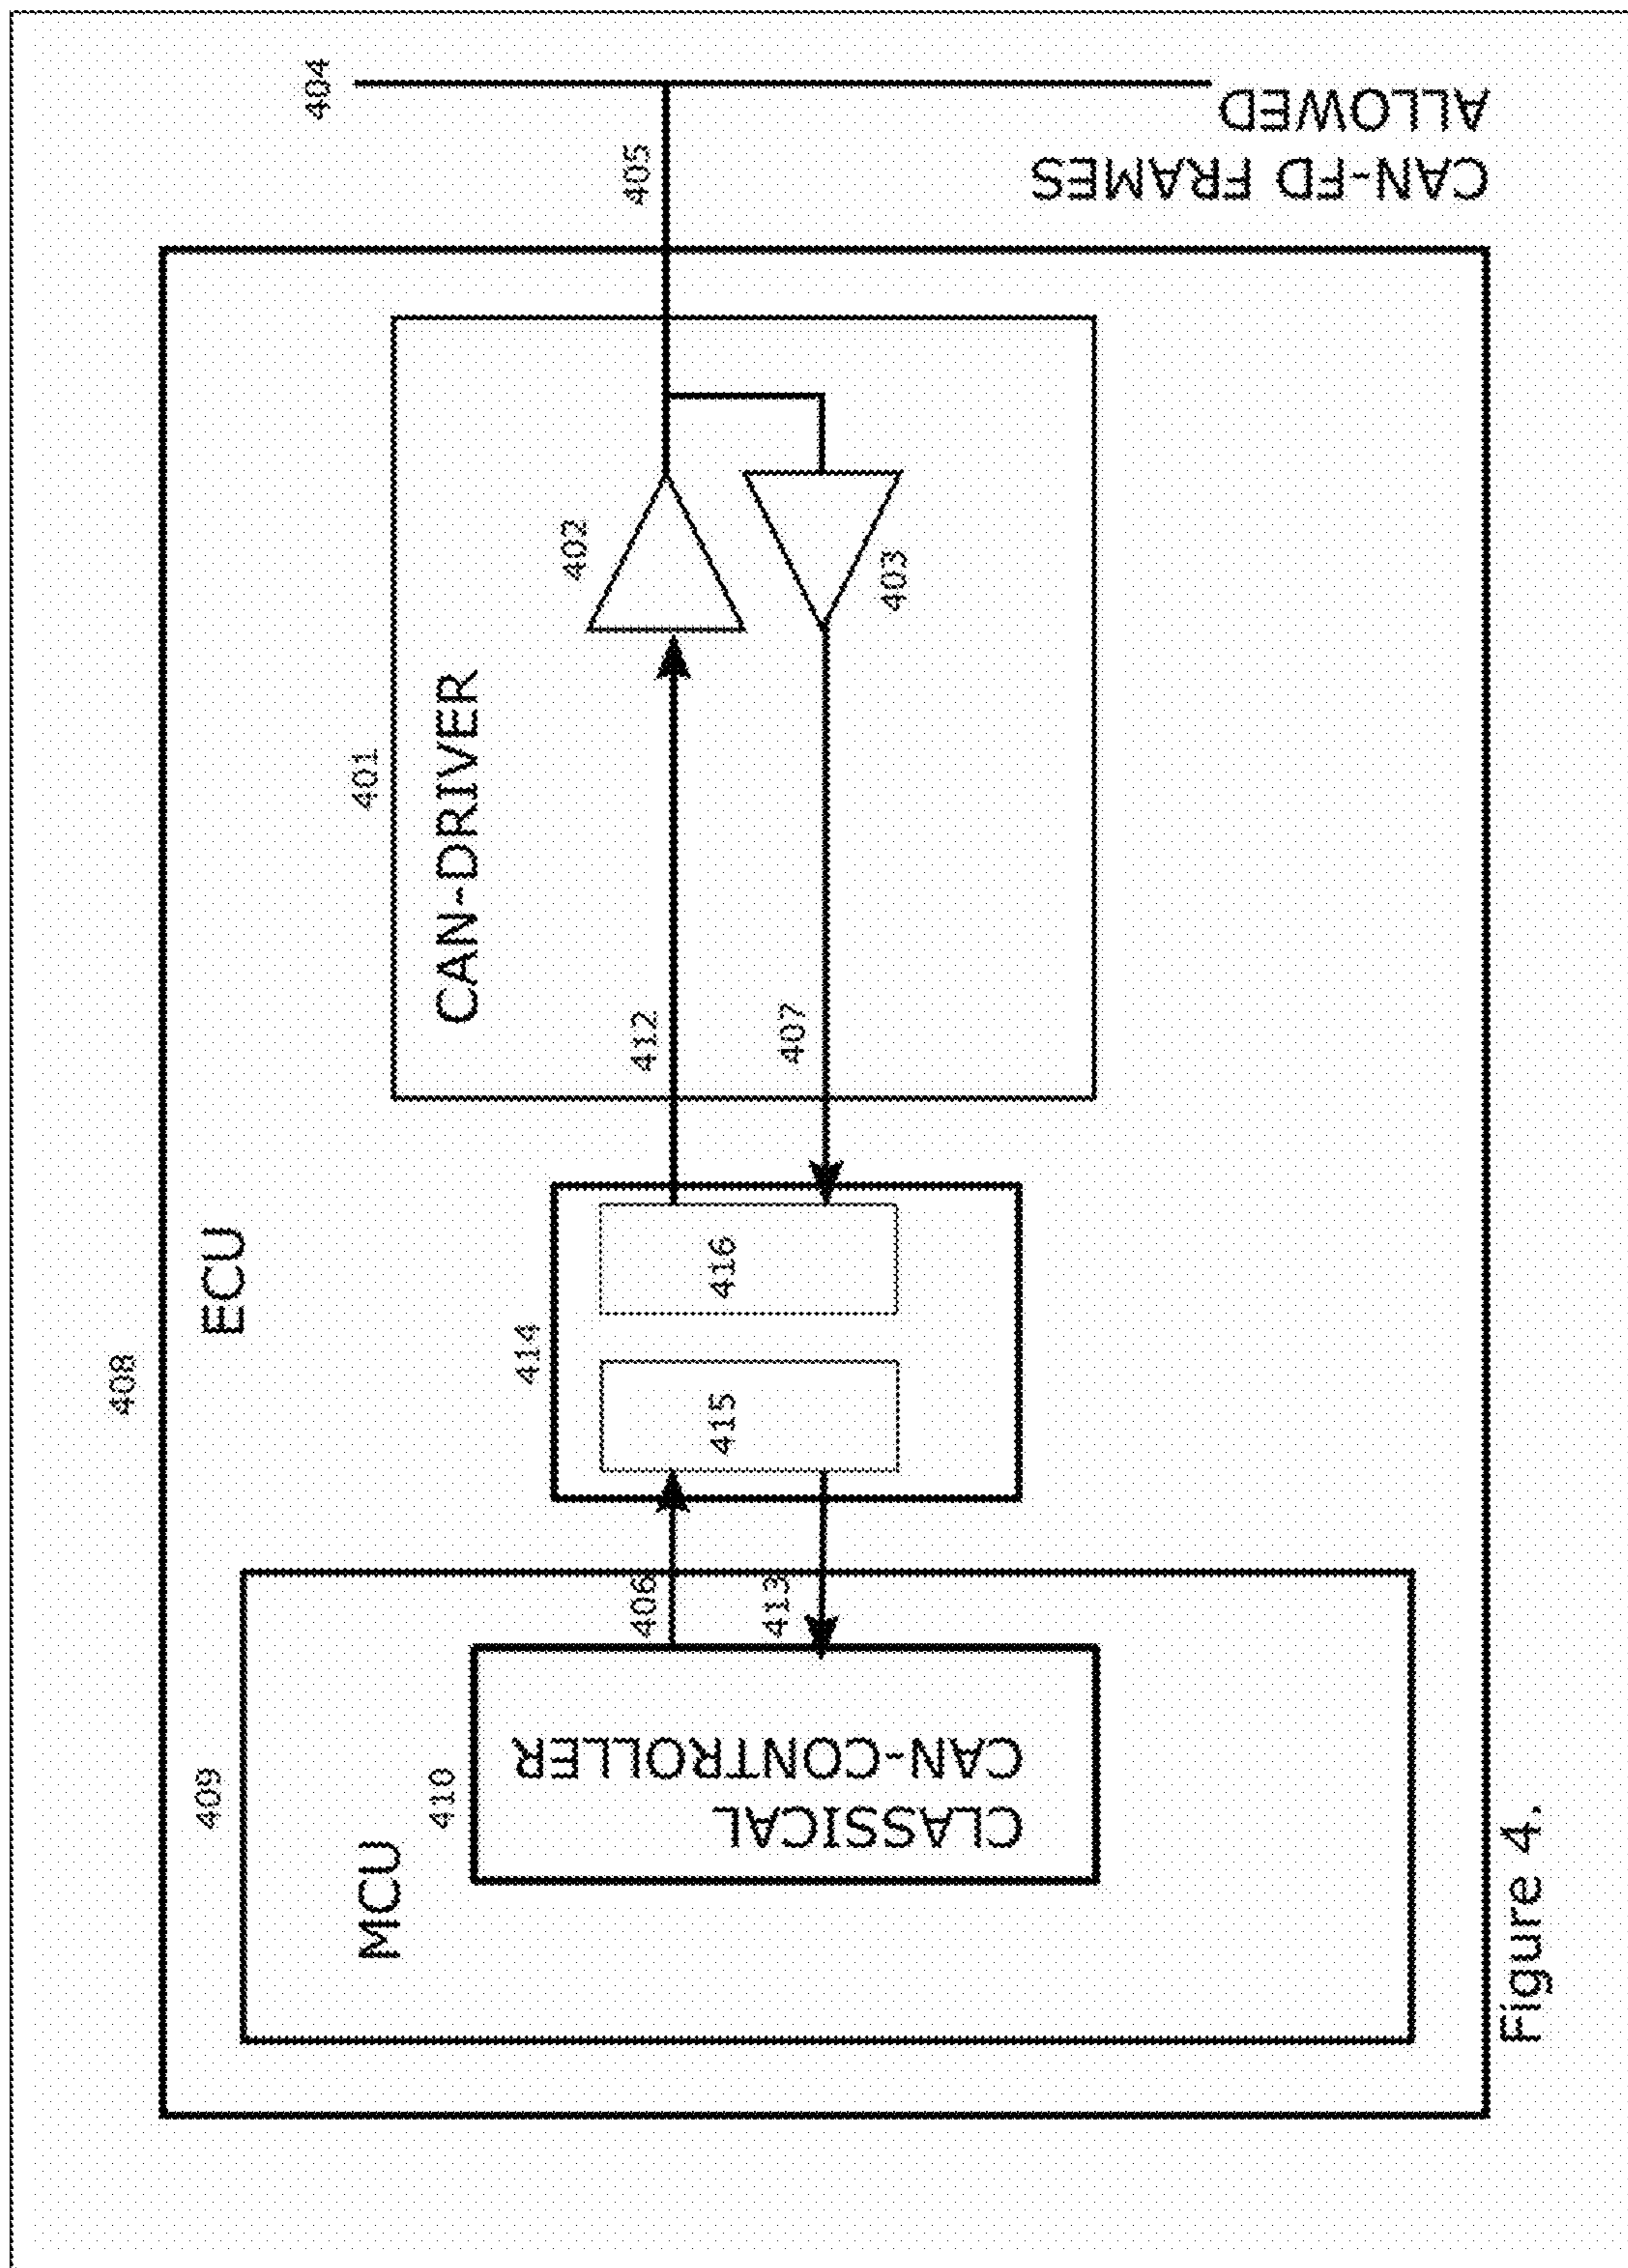 408
ECU
409
MCU
410
CLASSICAL
CAN-CONTROLLER
406
413
414
415
416
401
CAN-DRIVER
412
407
402
403
405
404
CAN-FD FRAMES
ALLOWED
Figure 4.